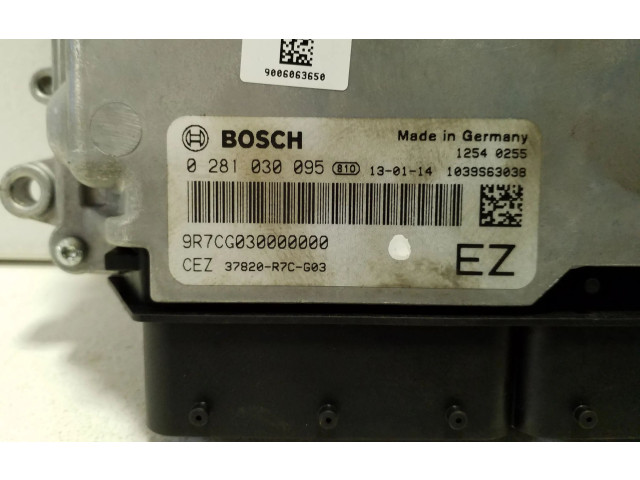 9006063650
BOSCH
Made in Germany
1254 0255
0 281 030 095 810 13-01-14 1039S63038
9R7CG030000000
CEZ 37820-R7C-G03
EZ